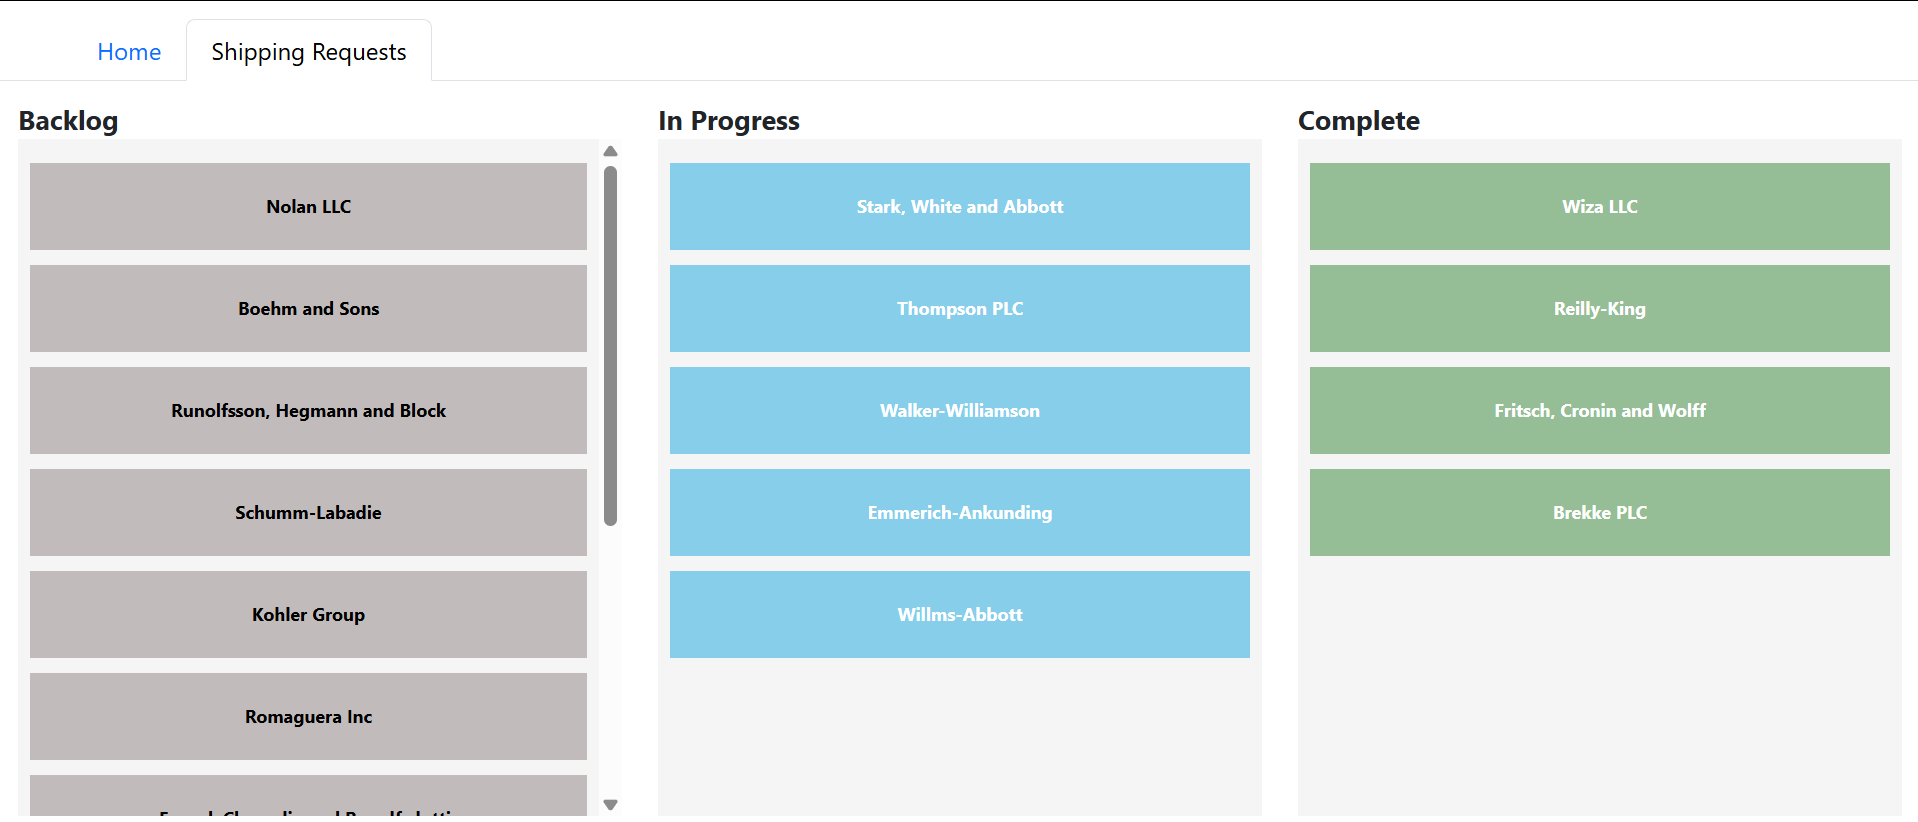 Home
Shipping Requests
Backlog
In Progress
Complete
Nolan LLC
Boehm and Sons
Runolfsson, Hegmann and Block
Schumm-Labadie
Kohler Group
Romaguera Inc
Stark, White and Abbott
Thompson PLC
Walker-Williamson
Emmerich-Ankunding
Willms-Abbott
Wiza LLC
Reilly-King
Fritsch, Cronin and Wolff
Brekke PLC